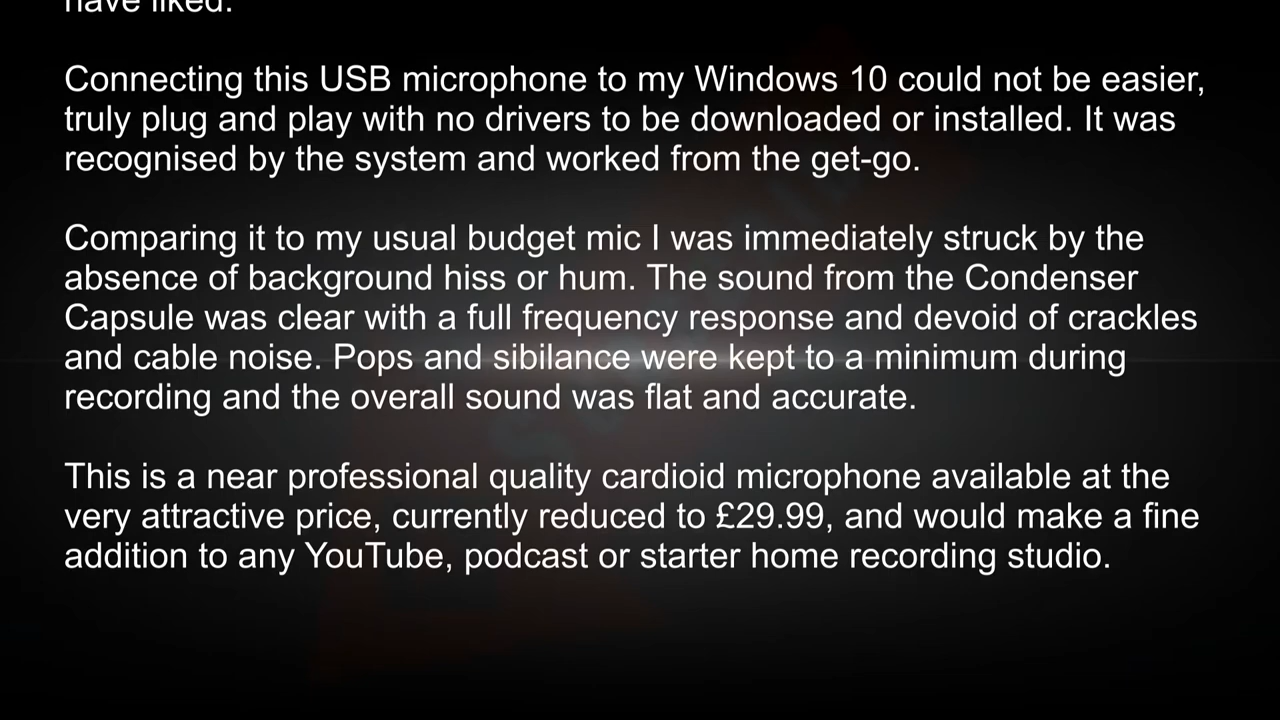 have liked.
Connecting this USB microphone to my Windows 10 could not be easier,
truly plug and play with no drivers to be downloaded or installed. It was
recognised by the system and worked from the get-go.
Comparing it to my usual budget mic I was immediately struck by the
absence of background hiss or hum. The sound from the Condenser
Capsule was clear with a full frequency response and devoid of crackles
and cable noise. Pops and sibilance were kept to a minimum during
recording and the overall sound was flat and accurate.
This is a near professional quality cardioid microphone available at the
very attractive price, currently reduced to £29.99, and would make a fine
addition to any YouTube, podcast or starter home recording studio.